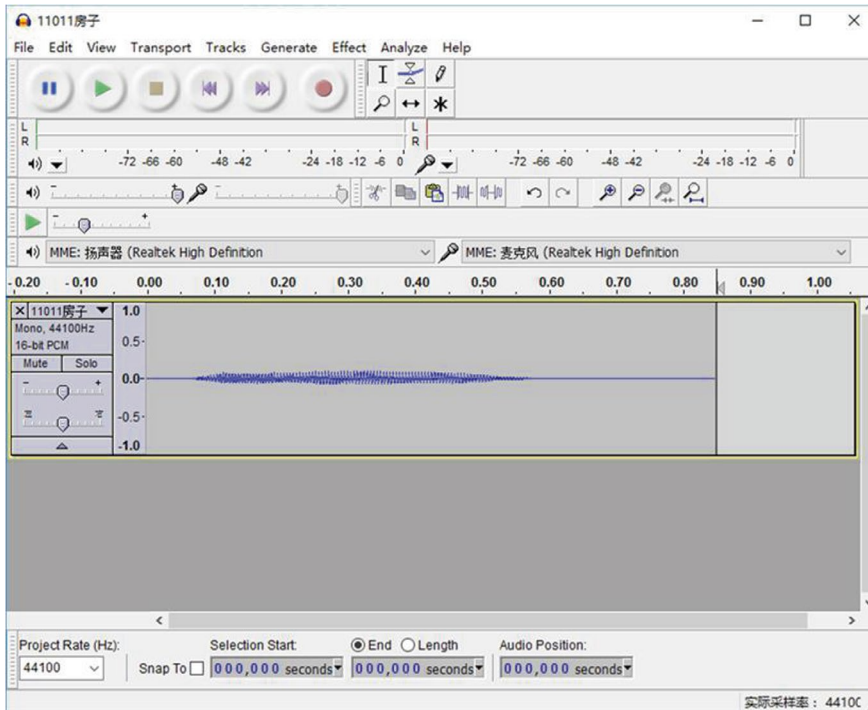 11011房子
File Edit View Transport Tracks Generate Effect Analyze Help
L
R
-72 -66 -60 -48 -42 -24 -18 -12 -6 0
L
R
-72 -66 -60 -48 -42 -24 -18 -12 -6 0
- + - +
- +
MME: 扬声器 (Realtek High Definition
MME: 麦克风 (Realtek High Definition
-0.20 -0.10 0.00 0.10 0.20 0.30 0.40 0.50 0.60 0.70 0.80 0.90 1.00
11011房子
Mono, 44100Hz
16-bit PCM
Mute Solo
- +
1.0
0.5
0.0
-0.5
-1.0
Project Rate (Hz): Selection Start: End Length Audio Position:
44100 Snap To 000,000 seconds 000,000 seconds 000,000 seconds
实际采样率： 44100